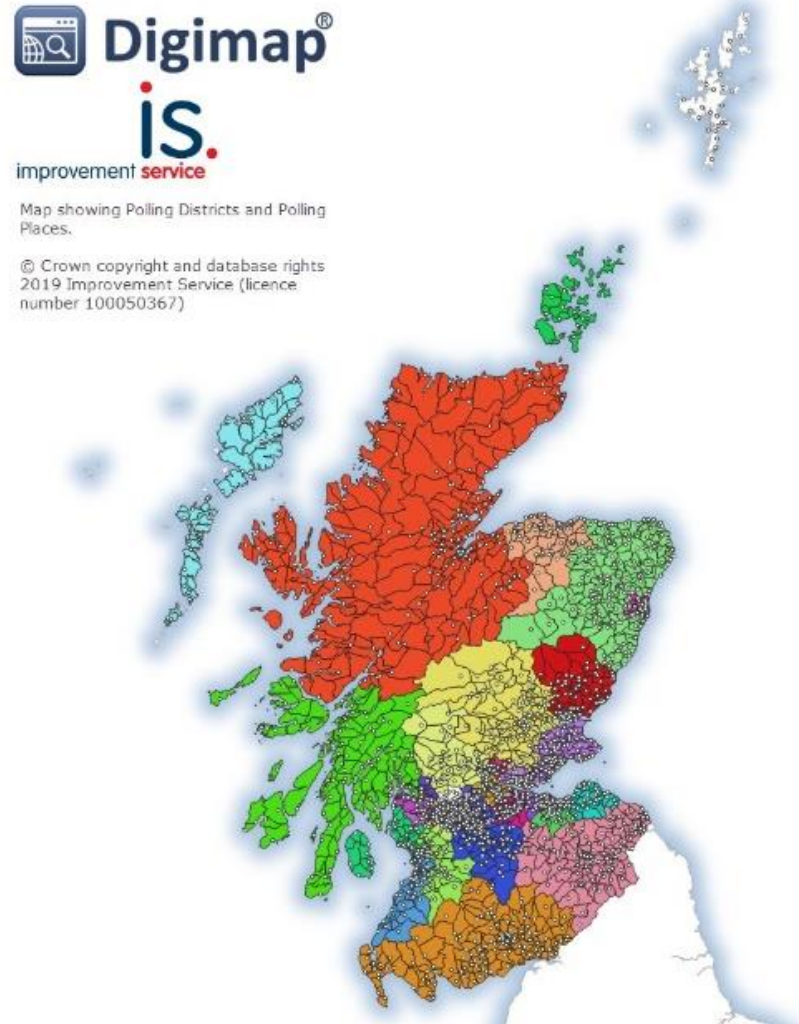 Digimap®
is.
improvement service
Map showing Polling Districts and Polling
Places.
© Crown copyright and database rights
2019 Improvement Service (licence
number 100050367)